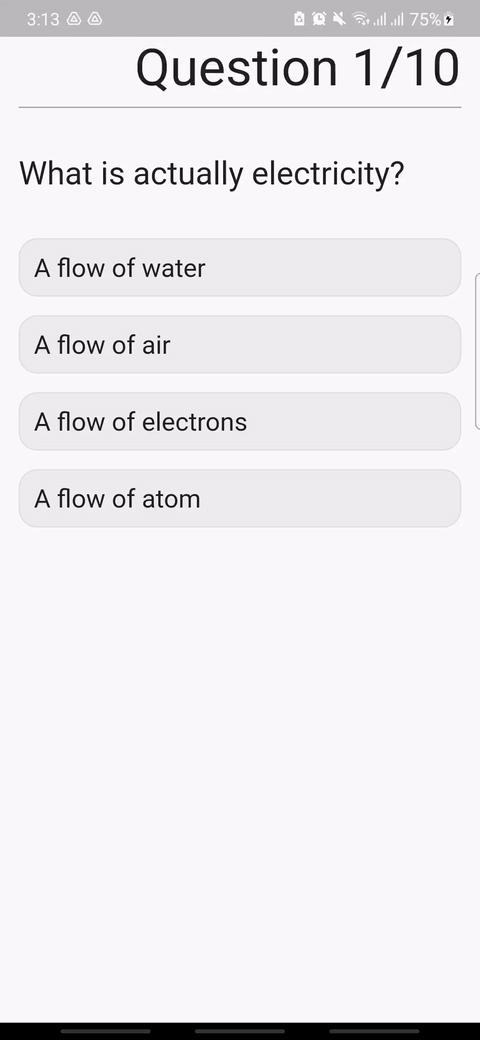 3:13 75%
Question 1/10
What is actually electricity?
A flow of water
A flow of air
A flow of electrons
A flow of atom